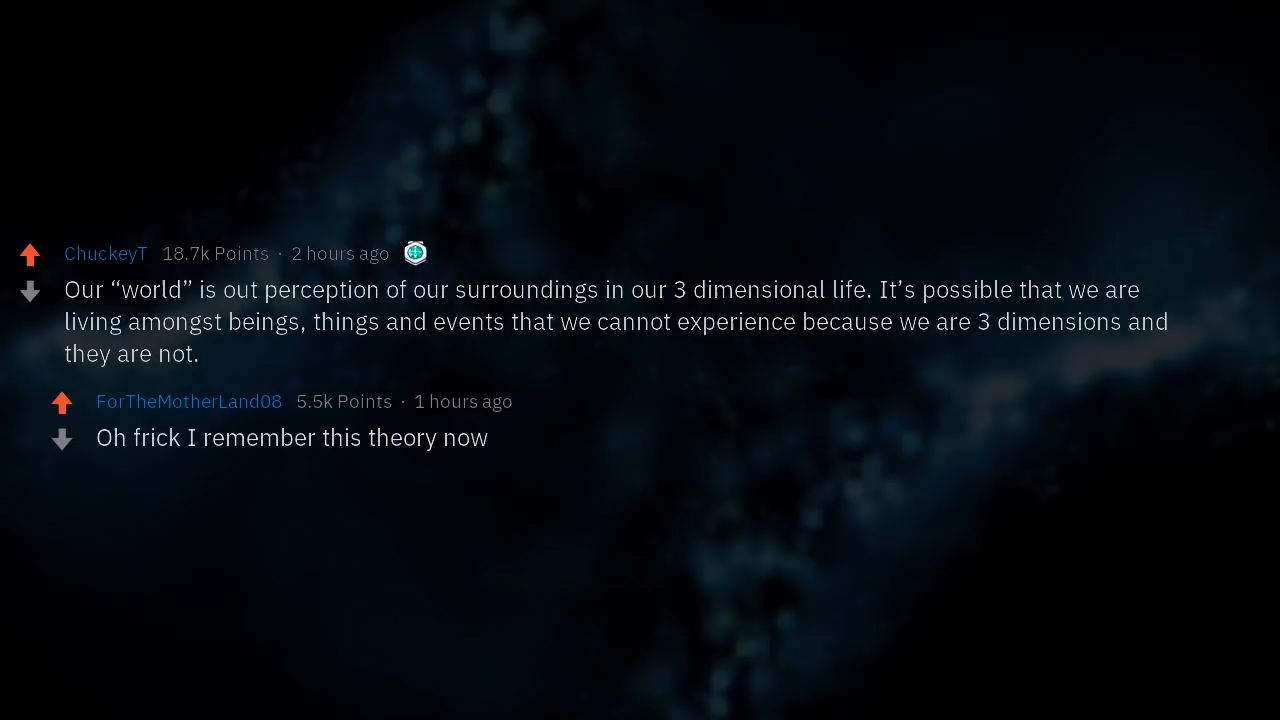 ChuckeyT 18.7k Points · 2 hours ago
Our “world” is out perception of our surroundings in our 3 dimensional life. It’s possible that we are
living amongst beings, things and events that we cannot experience because we are 3 dimensions and
they are not.
ForTheMotherLand08 5.5k Points · 1 hours ago
Oh frick I remember this theory now